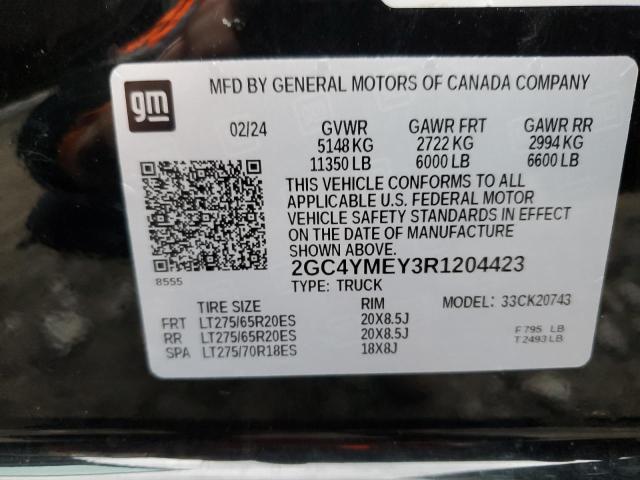 gm
MFD BY GENERAL MOTORS OF CANADA COMPANY
02/24 GVWR GAWR FRT GAWR RR
5148 KG 2722 KG 2994 KG
11350 LB 6000 LB 6600 LB
THIS VEHICLE CONFORMS TO ALL
APPLICABLE U.S. FEDERAL MOTOR
VEHICLE SAFETY STANDARDS IN EFFECT
ON THE DATE OF MANUFACTURE
SHOWN ABOVE.
8555 2GC4YMEY3R1204423
TYPE: TRUCK
TIRE SIZE RIM MODEL: 33CK20743
FRT LT275/65R20ES 20X8.5J
RR LT275/65R20ES 20X8.5J F 795 LB
SPA LT275/70R18ES 18X8J T 2493 LB